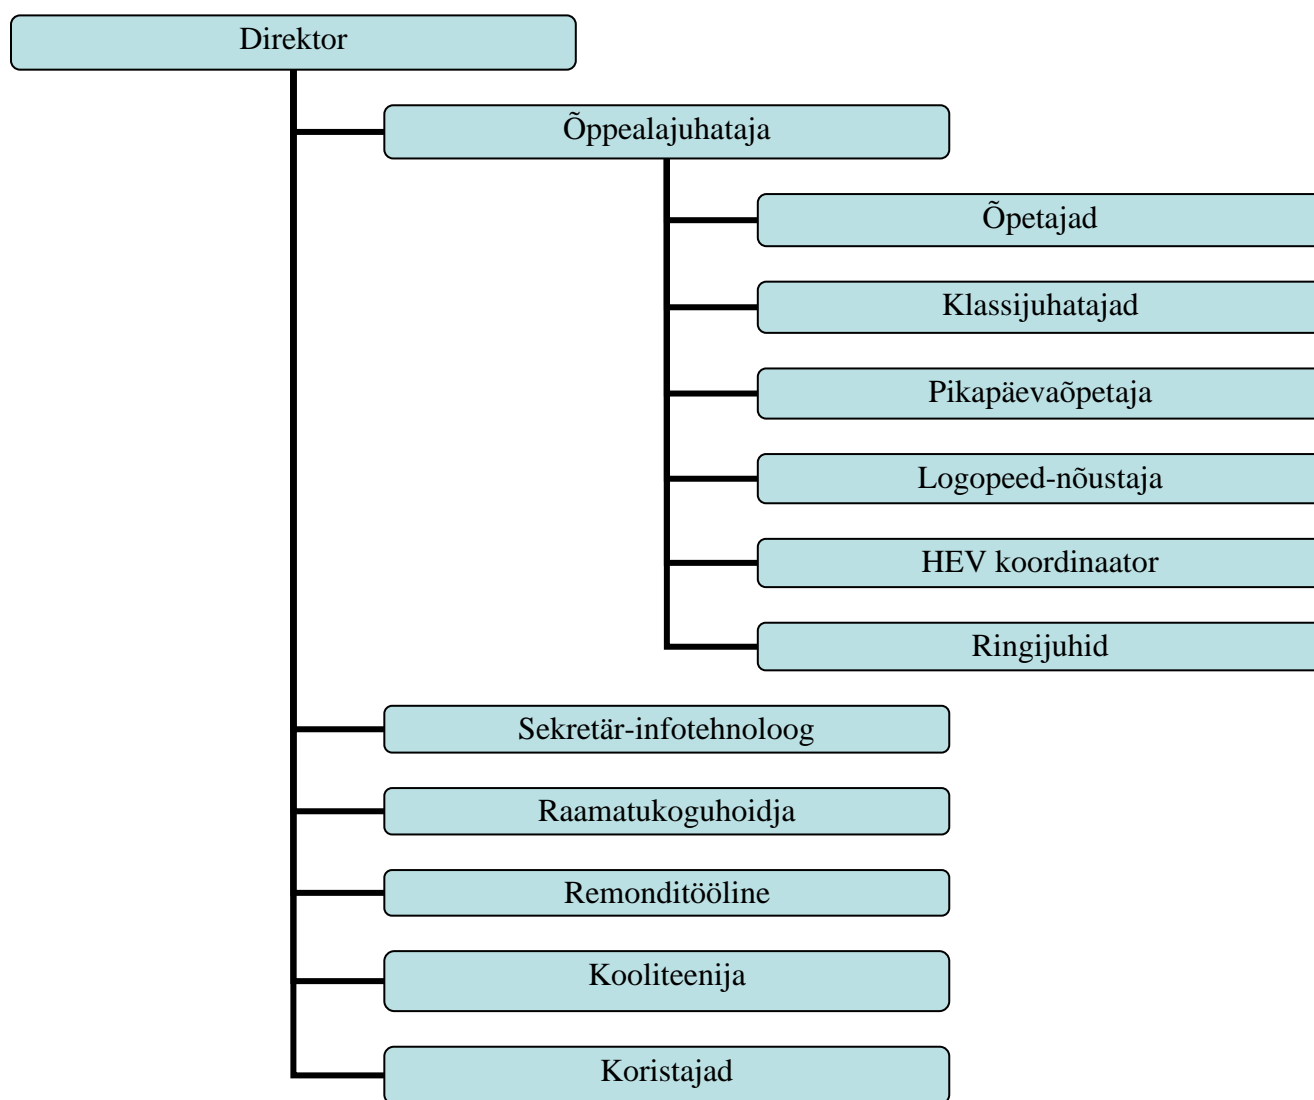 Direktor
Õppealajuhataja
Õpetajad
Klassijuhatajad
Pikapäevaõpetaja
Logopeed-nõustaja
HEV koordinaator
Ringijuhid
Sekretär-infotehnoloog
Raamatukoguhoidja
Remonditööline
Kooliteenija
Koristajad